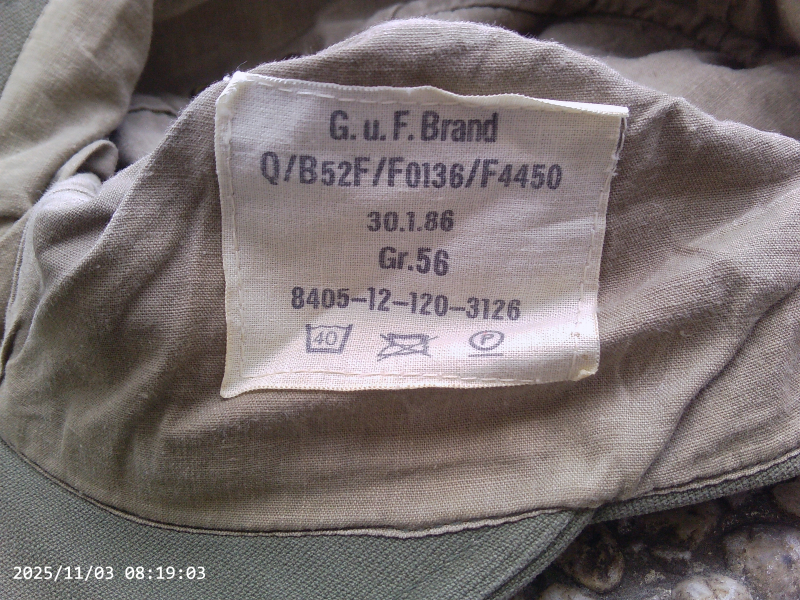 G. u. F. Brand
Q/B52F/F0136/F4450
30.1.86
Gr.56
8405-12-120-3126
40 P
2025/11/03 08:19:03